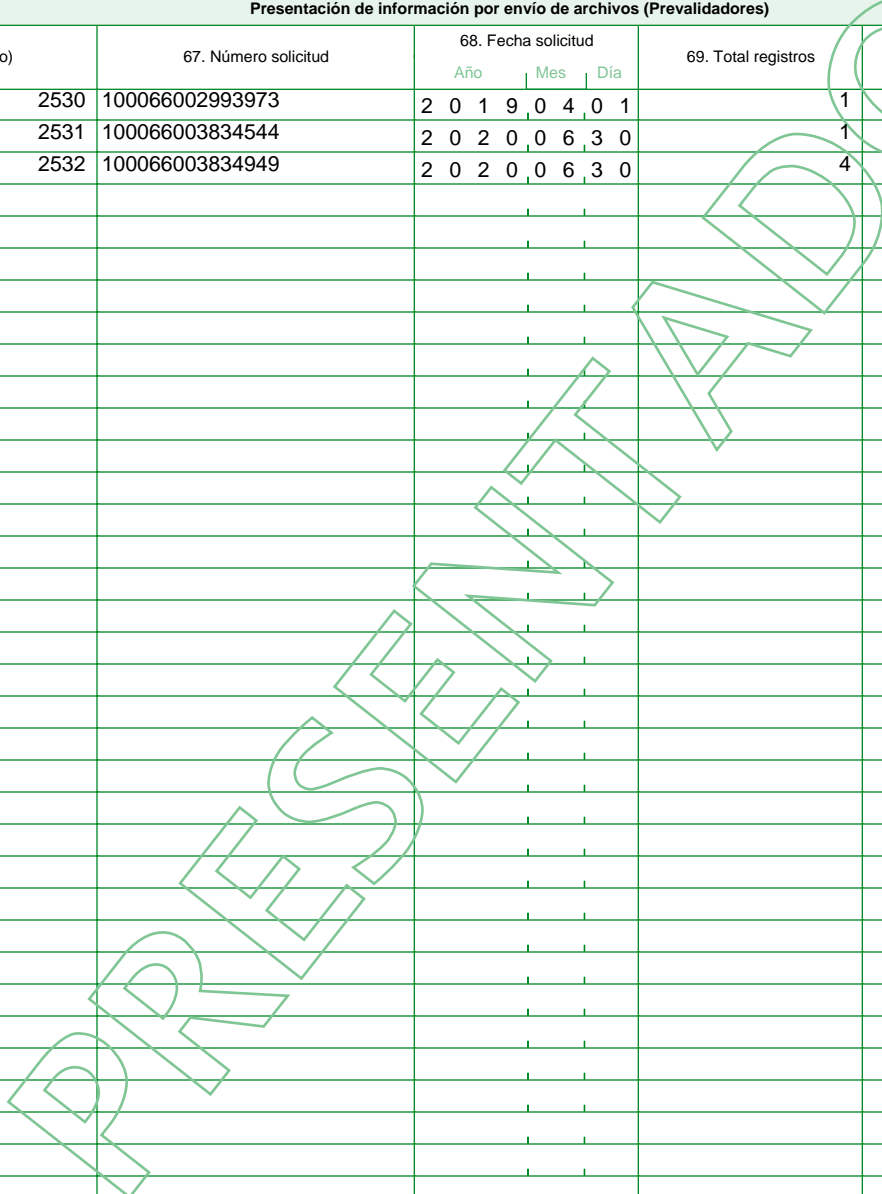 Presentación de información por envío de archivos (Prevalidadores)
o) 67. Número solicitud 68. Fecha solicitud 69. Total registros
Año Mes Día
2530 100066002993973 2 0 1 9 0 4 0 1 1
2531 100066003834544 2 0 2 0 0 6 3 0 1
2532 100066003834949 2 0 2 0 0 6 3 0 4
PRESENTADO